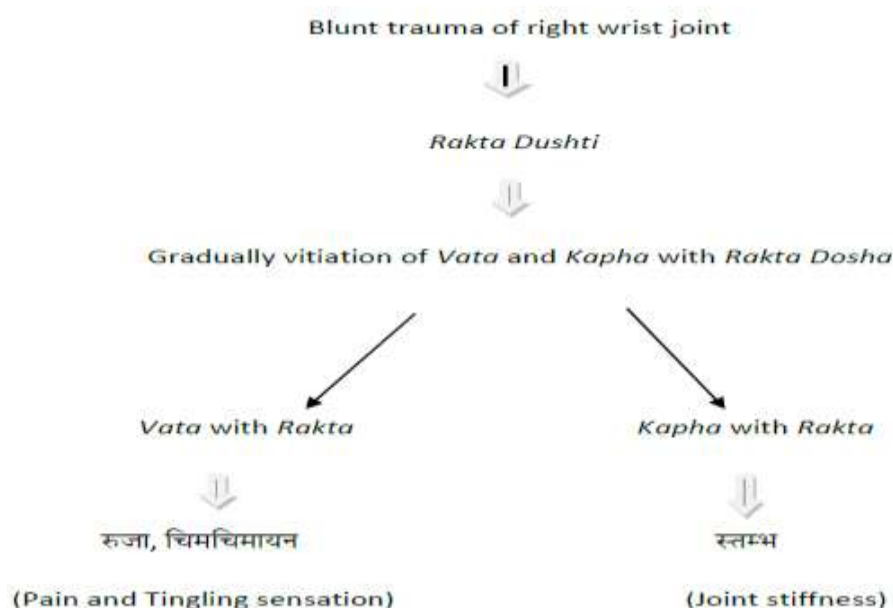 Blunt trauma of right wrist joint
Rakta Dushti
Gradually vitiation of Vata and Kapha with Rakta Dosha
Vata with Rakta
Kapha with Rakta
रुजा, चिमचिमायन
स्तम्भ
(Pain and Tingling sensation)
(Joint stiffness)